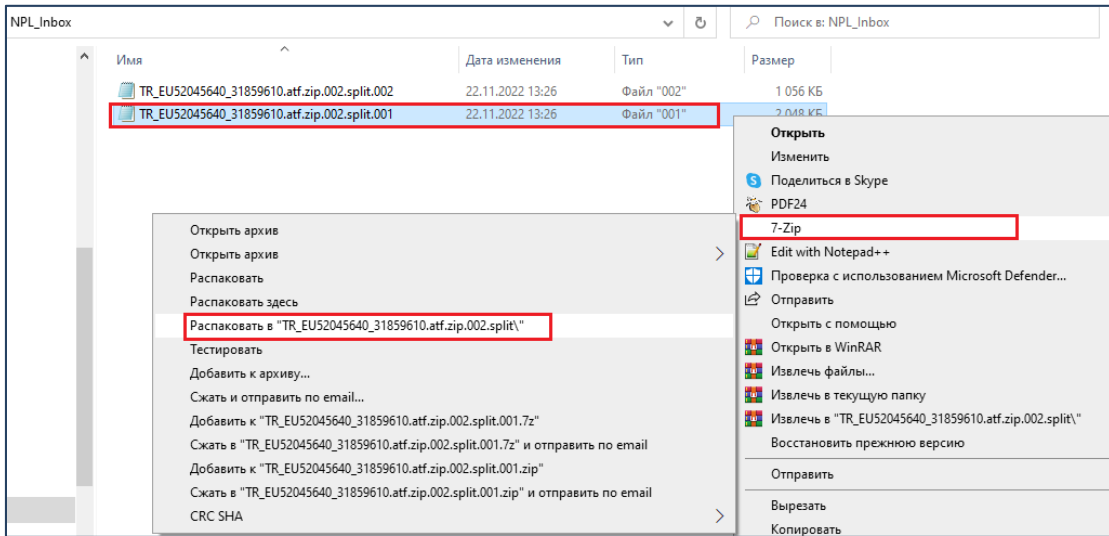 NPL_Inbox
Поиск в: NPL_Inbox
Имя Дата изменения Тип Размер
TR_EU52045640_31859610.atf.zip.002.split.002 22.11.2022 13:26 Файл "002" 1 056 КБ
TR_EU52045640_31859610.atf.zip.002.split.001 22.11.2022 13:26 Файл "001" 2 048 КБ
Открыть
Изменить
Поделиться в Skype
PDF24
7-Zip
Edit with Notepad++
Проверка с использованием Microsoft Defender...
Отправить
Открыть с помощью
Открыть в WinRAR
Извлечь файлы...
Извлечь в текущую папку
Извлечь в "TR_EU52045640_31859610.atf.zip.002.split\"
Восстановить прежнюю версию
Отправить
Вырезать
Копировать
Открыть архив
Открыть архив
Распаковать
Распаковать здесь
Распаковать в "TR_EU52045640_31859610.atf.zip.002.split\"
Тестировать
Добавить к архиву...
Сжать и отправить по email...
Добавить к "TR_EU52045640_31859610.atf.zip.002.split.001.7z"
Сжать в "TR_EU52045640_31859610.atf.zip.002.split.001.7z" и отправить по email
Добавить к "TR_EU52045640_31859610.atf.zip.002.split.001.zip"
Сжать в "TR_EU52045640_31859610.atf.zip.002.split.001.zip" и отправить по email
CRC SHA